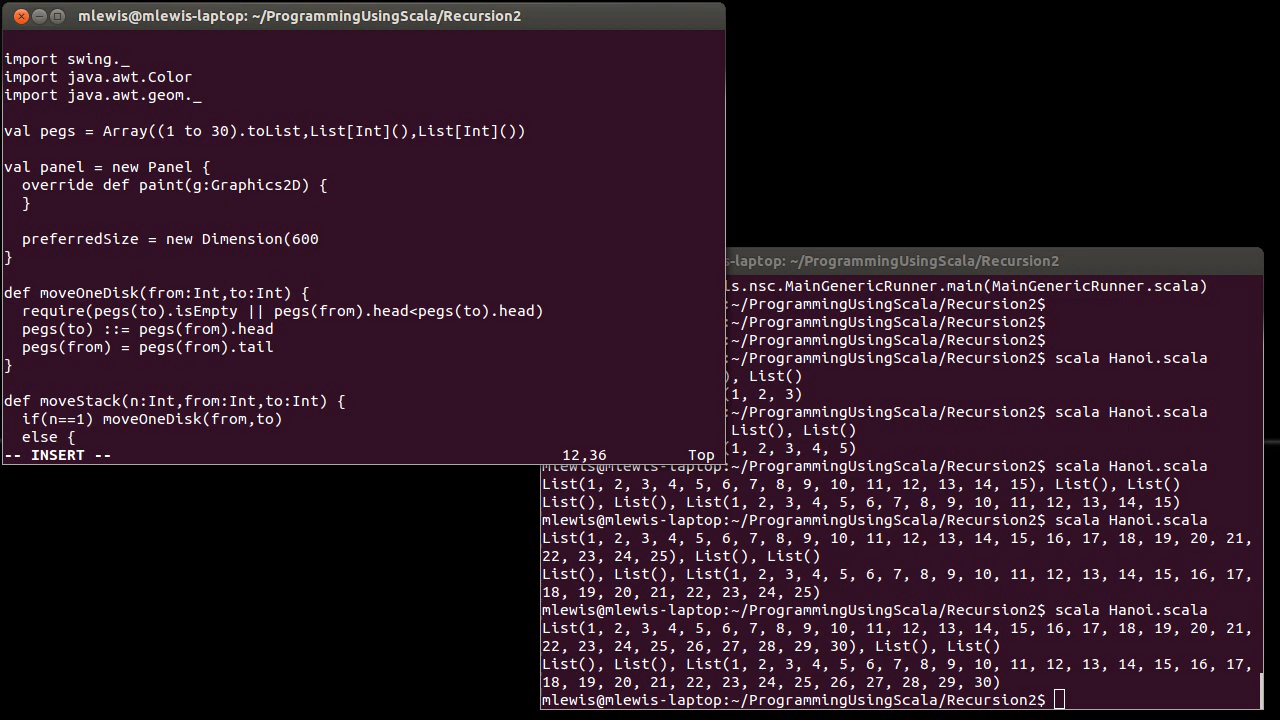 mlewis@mlewis-laptop: ~/ProgrammingUsingScala/Recursion2
import swing._
import java.awt.Color
import java.awt.geom._
val pegs = Array((1 to 30).toList,List[Int](),List[Int]())
val panel = new Panel {
  override def paint(g:Graphics2D) {
  }
  preferredSize = new Dimension(600
}
def moveOneDisk(from:Int,to:Int) {
  require(pegs(to).isEmpty || pegs(from).head<pegs(to).head)
  pegs(to) ::= pegs(from).head
  pegs(from) = pegs(from).tail
}
def moveStack(n:Int,from:Int,to:Int) {
  if(n==1) moveOneDisk(from,to)
  else {
-- INSERT -- 12,36 Top
-laptop: ~/ProgrammingUsingScala/Recursion2
s.nsc.MainGenericRunner.main(MainGenericRunner.scala)
:~/ProgrammingUsingScala/Recursion2$
:~/ProgrammingUsingScala/Recursion2$
:~/ProgrammingUsingScala/Recursion2$
:~/ProgrammingUsingScala/Recursion2$ scala Hanoi.scala
), List()
(1, 2, 3)
:~/ProgrammingUsingScala/Recursion2$ scala Hanoi.scala
List(), List()
(1, 2, 3, 4, 5)
mlewis@mlewis-laptop:~/ProgrammingUsingScala/Recursion2$ scala Hanoi.scala
List(1, 2, 3, 4, 5, 6, 7, 8, 9, 10, 11, 12, 13, 14, 15), List(), List()
List(), List(), List(1, 2, 3, 4, 5, 6, 7, 8, 9, 10, 11, 12, 13, 14, 15)
mlewis@mlewis-laptop:~/ProgrammingUsingScala/Recursion2$ scala Hanoi.scala
List(1, 2, 3, 4, 5, 6, 7, 8, 9, 10, 11, 12, 13, 14, 15, 16, 17, 18, 19, 20, 21,
22, 23, 24, 25), List(), List()
List(), List(), List(1, 2, 3, 4, 5, 6, 7, 8, 9, 10, 11, 12, 13, 14, 15, 16, 17,
18, 19, 20, 21, 22, 23, 24, 25)
mlewis@mlewis-laptop:~/ProgrammingUsingScala/Recursion2$ scala Hanoi.scala
List(1, 2, 3, 4, 5, 6, 7, 8, 9, 10, 11, 12, 13, 14, 15, 16, 17, 18, 19, 20, 21,
22, 23, 24, 25, 26, 27, 28, 29, 30), List(), List()
List(), List(), List(1, 2, 3, 4, 5, 6, 7, 8, 9, 10, 11, 12, 13, 14, 15, 16, 17,
18, 19, 20, 21, 22, 23, 24, 25, 26, 27, 28, 29, 30)
mlewis@mlewis-laptop:~/ProgrammingUsingScala/Recursion2$